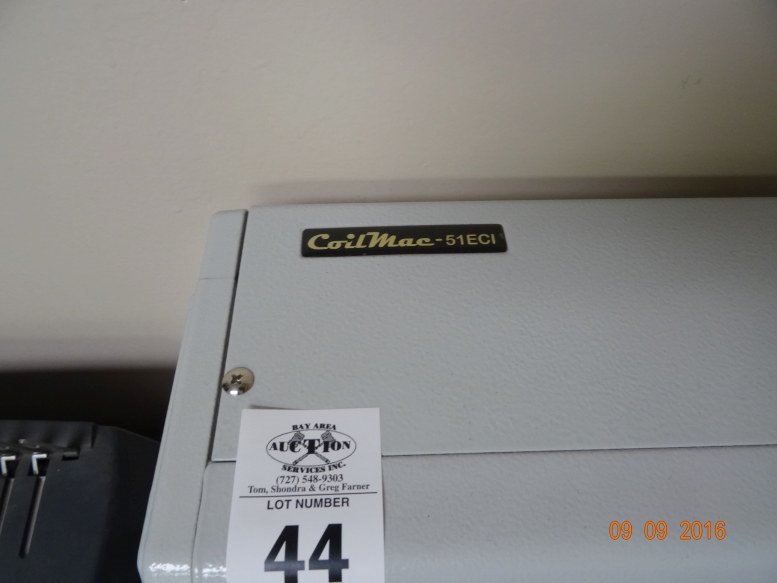 CoilMac-51ECI
BAY AREA
AUCTION
SERVICES INC.
(727) 548-9303
Tom, Shondra & Greg Farner
LOT NUMBER
44
09 09 2016